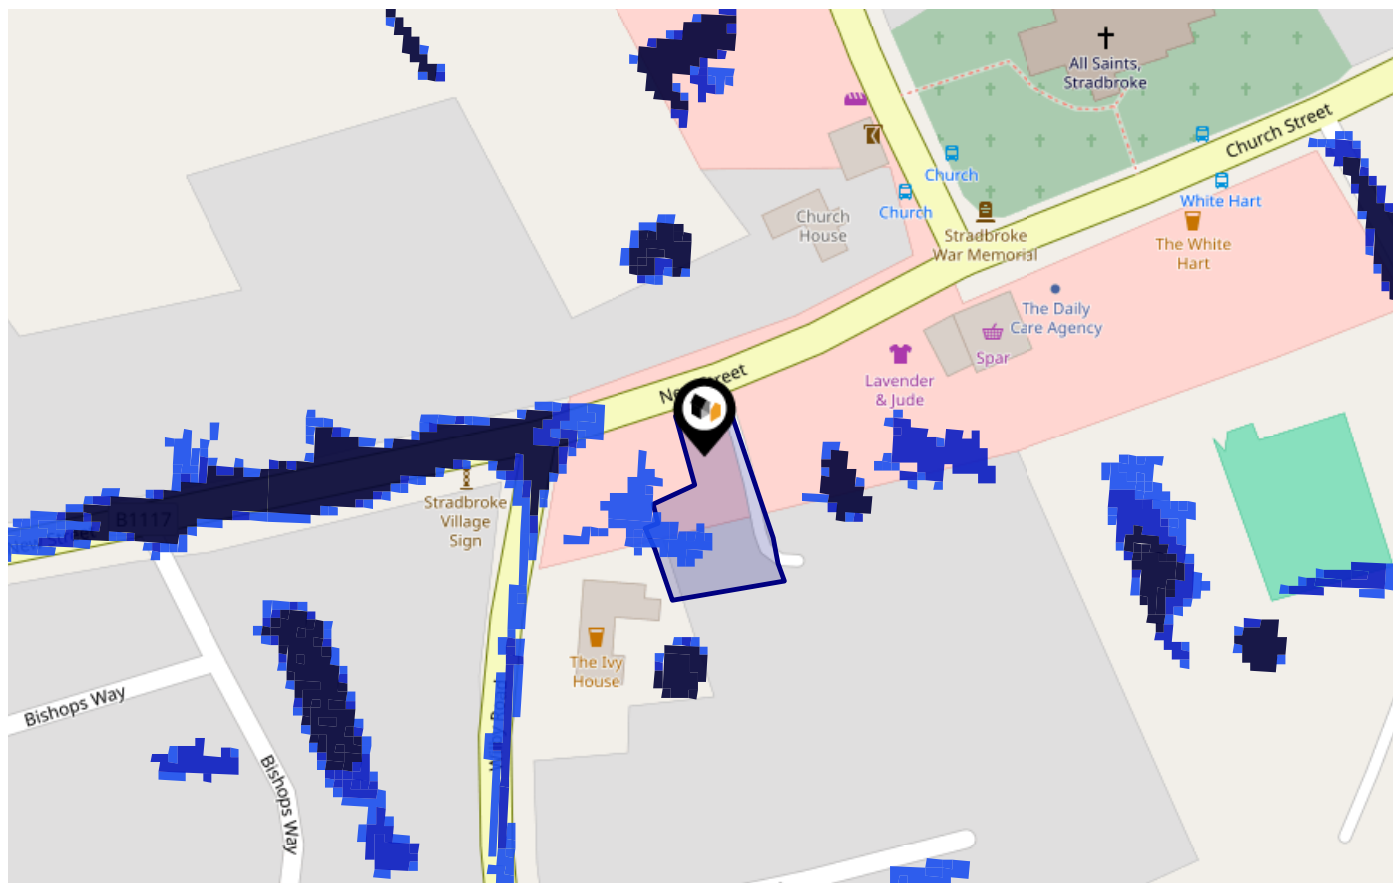 All Saints,
Stradbroke
Church Street
Church
Church
White Hart
Church
House
Stradbroke
War Memorial
The White
Hart
The Daily
Care Agency
Spar
Lavender
& Jude
Stradbroke
Village
Sign
B1117
The Ivy
House
Bishops Way
Bishops Way